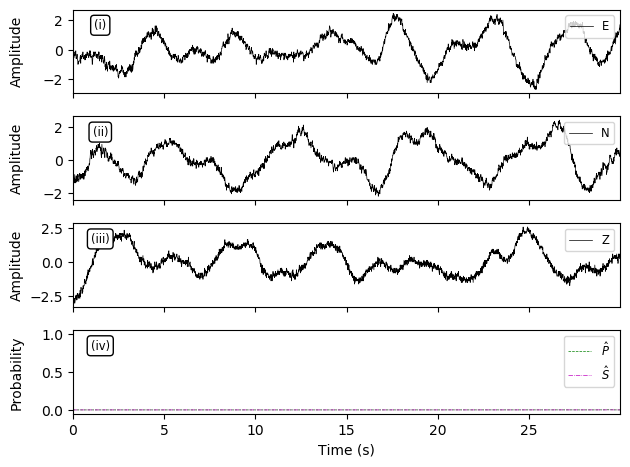 (i)
E
Amplitude
2
0
−2
(ii)
N
Amplitude
2
0
−2
(iii)
Z
Amplitude
2.5
0.0
−2.5
(iv)
P̂
Ŝ
Probability
1.0
0.5
0.0
0 5 10 15 20 25
Time (s)